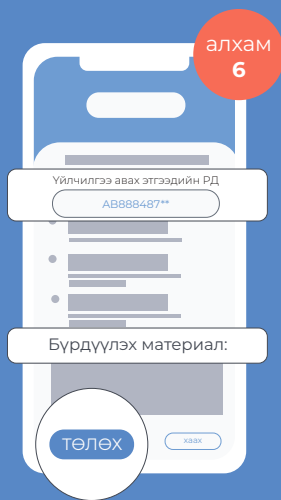 алхам
6
Үйлчилгээ авах этгээдийн РД
АВ888487**
Бүрдүүлэх материал:
ТӨЛӨХ
хаах